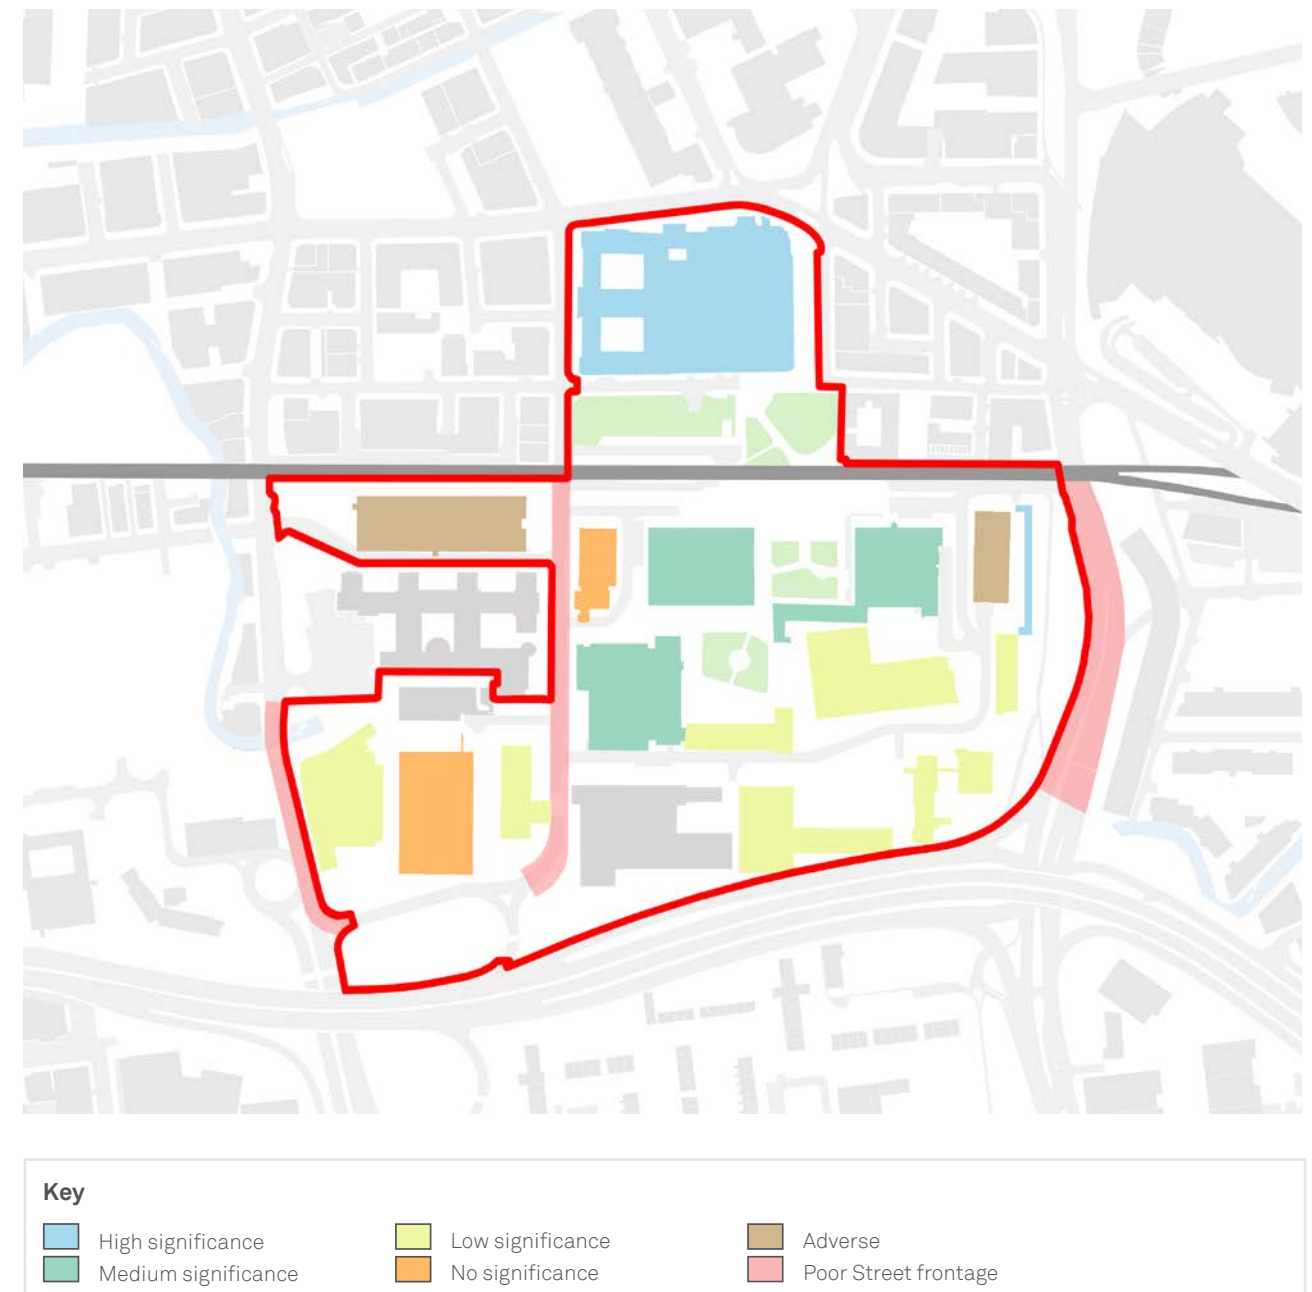 Key
High significance
Low significance
Adverse
Medium significance
No significance
Poor Street frontage